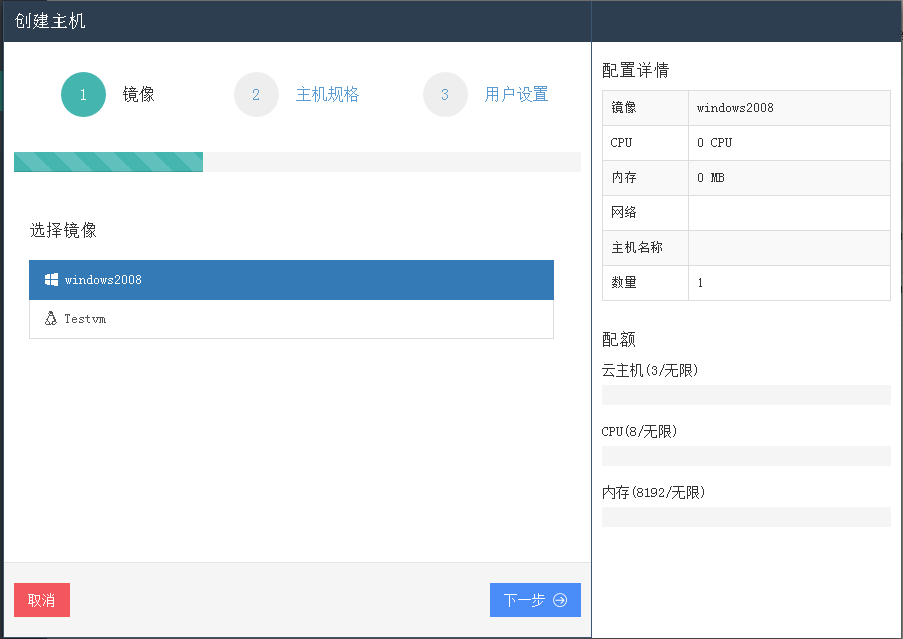 创建主机
1 镜像 2 主机规格 3 用户设置
选择镜像
windows2008
Testvm
取消
下一步
配置详情
镜像 windows2008
CPU 0 CPU
内存 0 MB
网络
主机名称
数量 1
配额
云主机(3/无限)
CPU(8/无限)
内存(8192/无限)